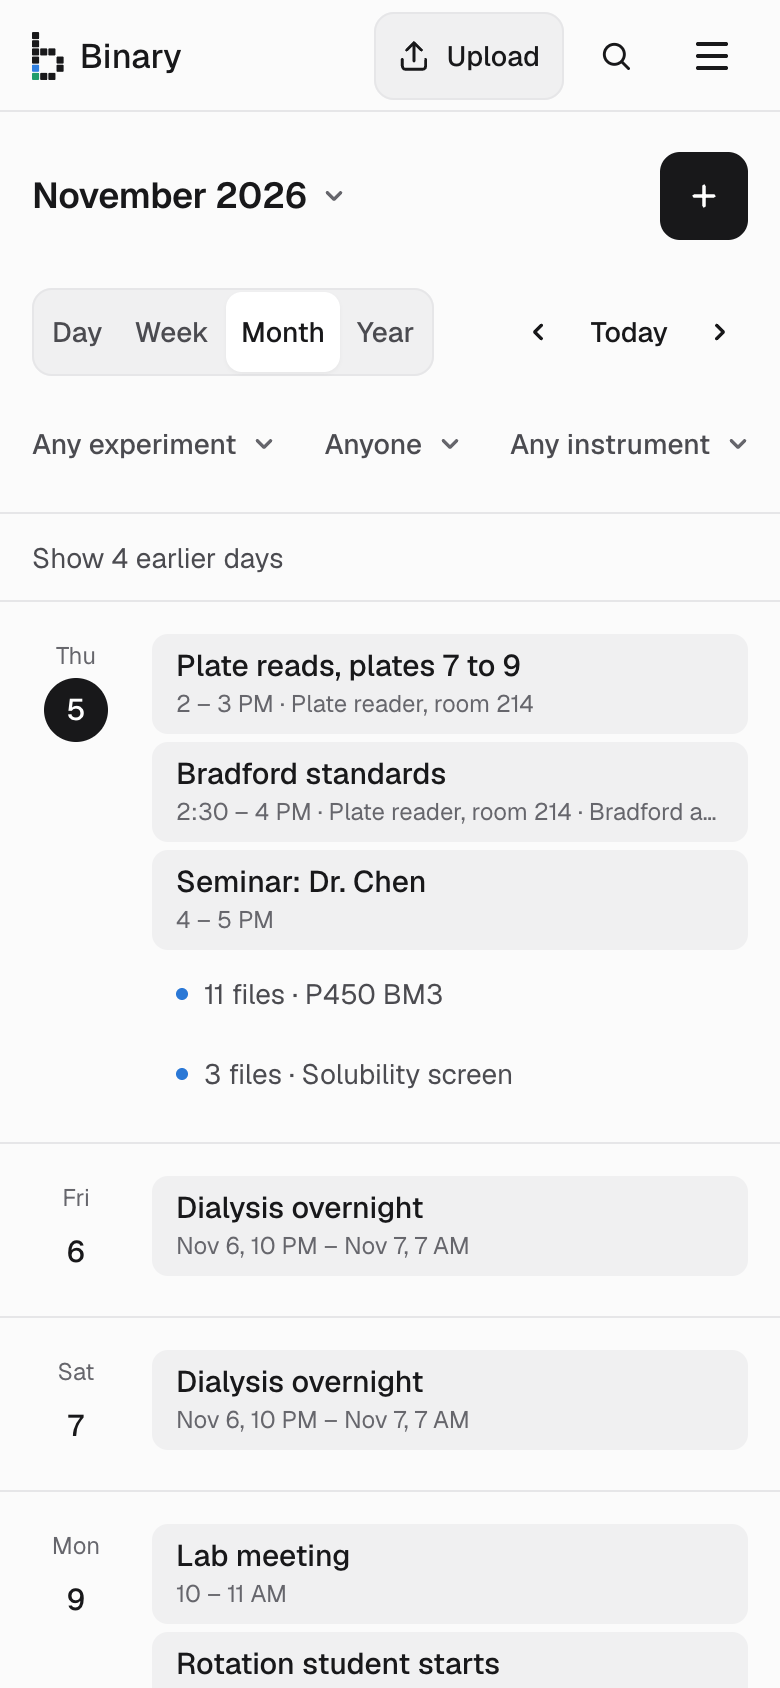 Binary
Upload
November 2026
Day Week Month Year
Today
Any experiment Anyone Any instrument
Show 4 earlier days
Thu
5
Plate reads, plates 7 to 9
2 – 3 PM · Plate reader, room 214
Bradford standards
2:30 – 4 PM · Plate reader, room 214 · Bradford a...
Seminar: Dr. Chen
4 – 5 PM
11 files · P450 BM3
3 files · Solubility screen
Fri
6
Dialysis overnight
Nov 6, 10 PM – Nov 7, 7 AM
Sat
7
Dialysis overnight
Nov 6, 10 PM – Nov 7, 7 AM
Mon
9
Lab meeting
10 – 11 AM
Rotation student starts